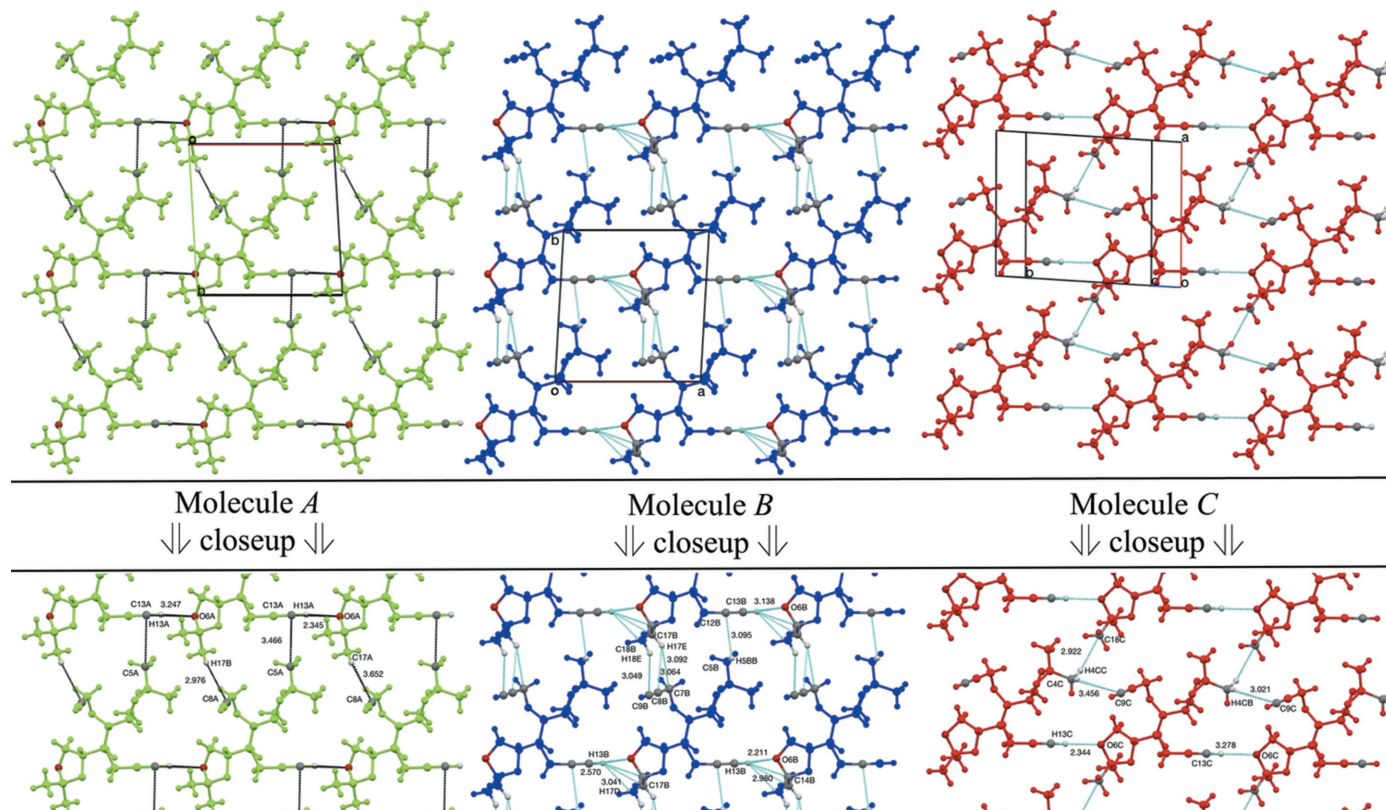 o
a
b
b
o
a
a
b
c
o
Molecule A
Molecule B
Molecule C
⇓ closeup ⇓
⇓ closeup ⇓
⇓ closeup ⇓
C13A 3.247
H13A
O6A
C13A
H13A
2.345
O6A
3.466
C17A
3.652
H17B
2.976
C5A
C5A
C8A
C8A
C13B 3.138
O6B
C12B
3.095
C17B
C18B
H17E
H18E
3.092
H5BB
C5B
3.049
3.064
C7B
C8B
C9B
H13B
2.570
2.211
O6B
H13B
2.980
C14B
3.041
H17D
C17B
C18C
2.922
H4CC
C4C
3.456
C9C
3.021
H4CB
C9C
H13C
O6C
2.344
3.278
C13C
O6C